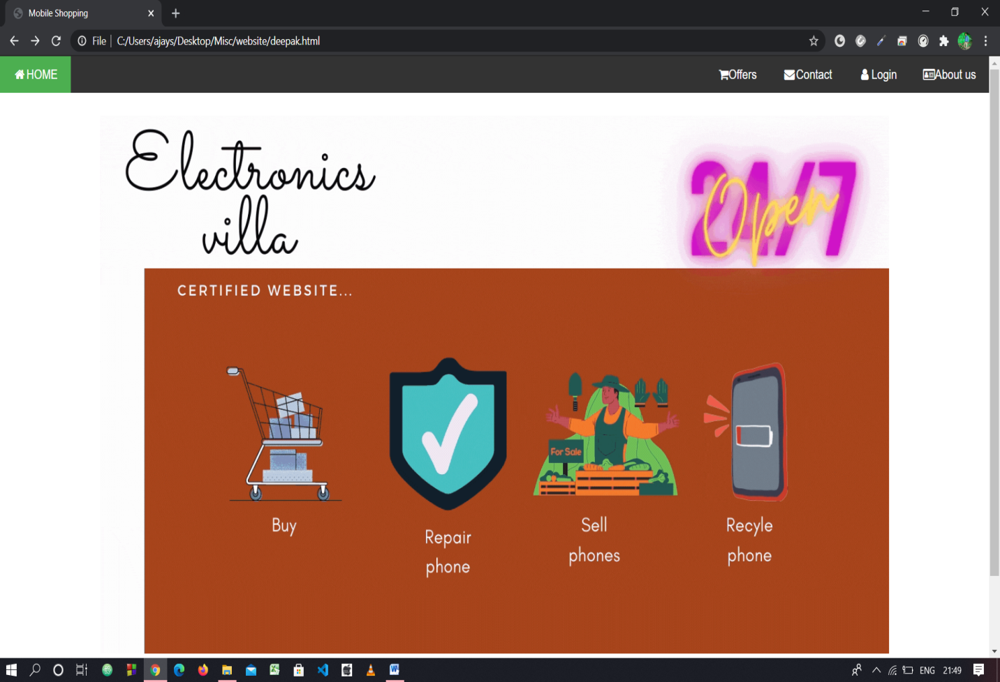 Mobile Shopping
File
C:/Users/ajays/Desktop/Misc/website/deepak.html
HOME
Offers
Contact
Login
About us
Electronics
villa
24/7
Open
CERTIFIED WEBSITE...
For Sale
Buy
Repair
phone
Sell
phones
Recyle
phone
ENG
21:49